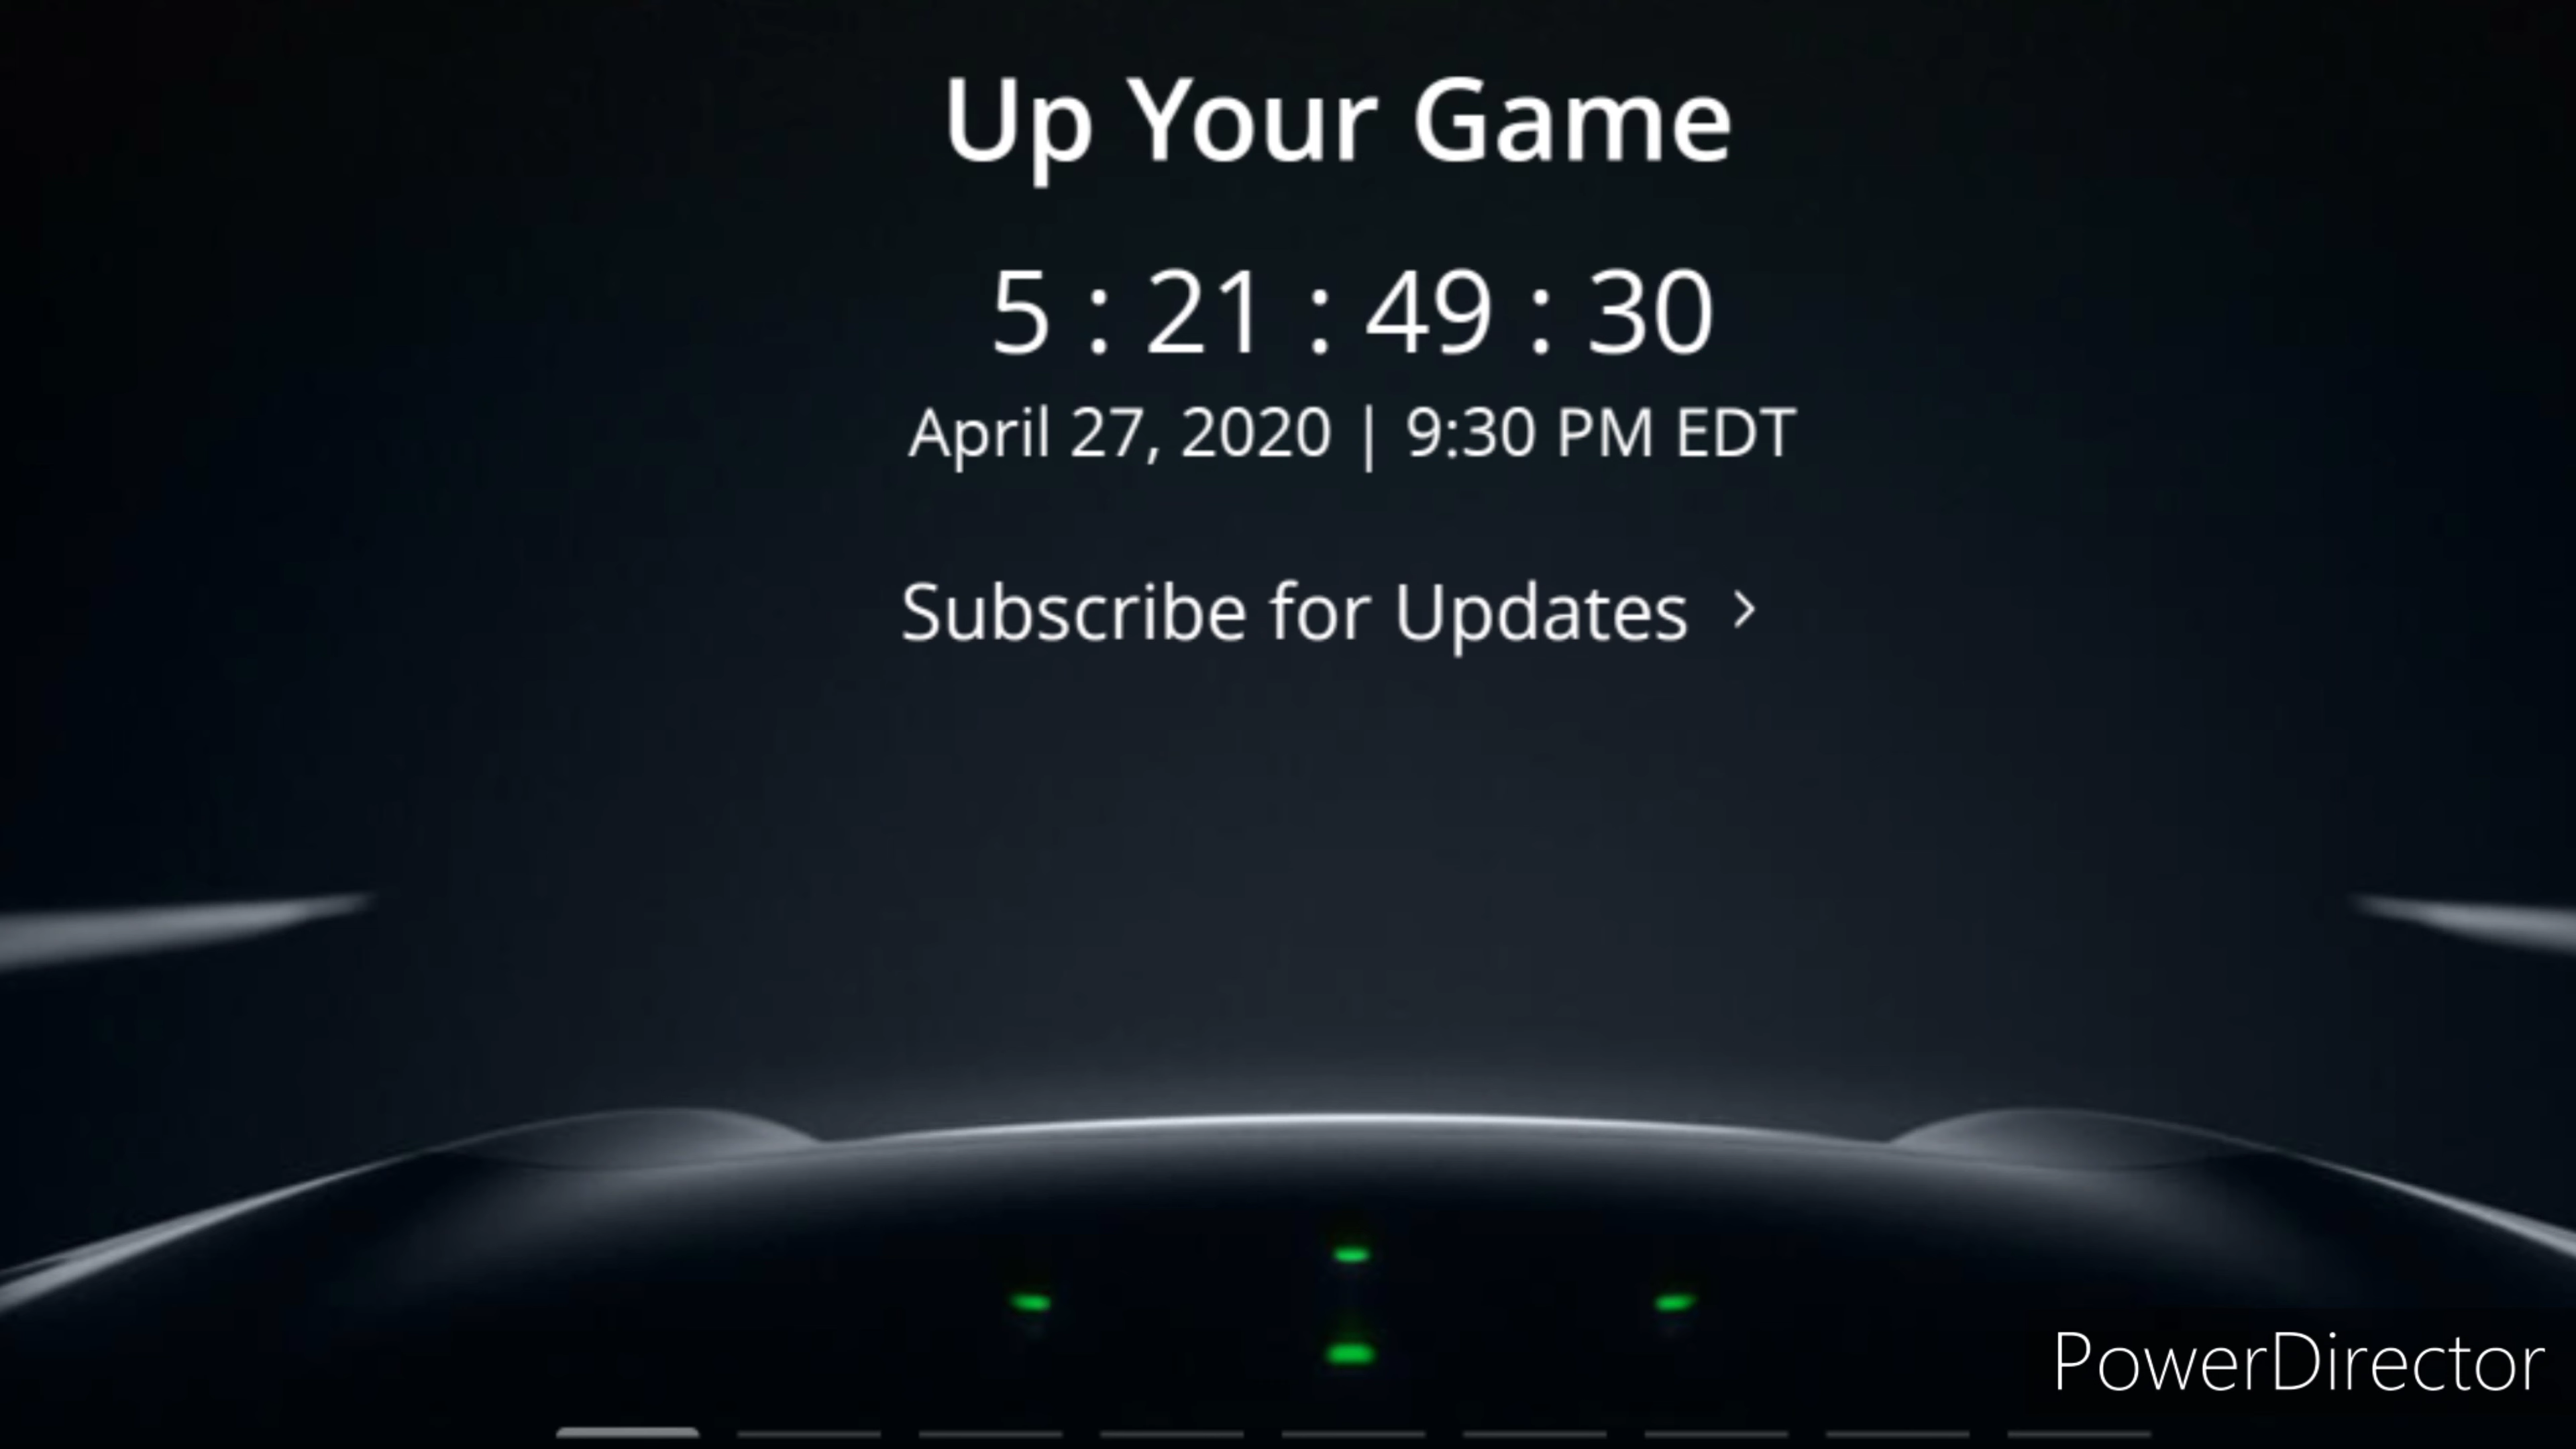 Up Your Game
5 : 21 : 49 : 30
April 27, 2020 | 9:30 PM EDT
Subscribe for Updates >
PowerDirector